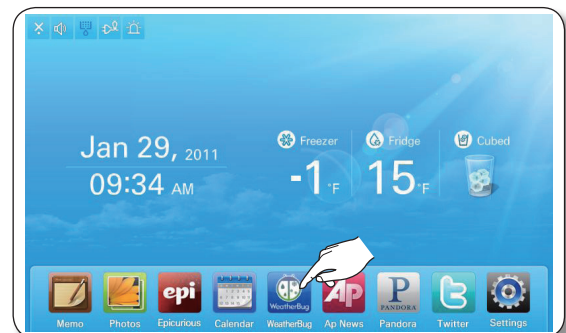 Freezer Fridge Cubed
Jan 29, 2011
-1 °F 15 °F
09:34 AM
epi WeatherBug AP P PANDORA
Memo Photos Epicurious Calendar WeatherBug Ap News Pandora Twitter Settings